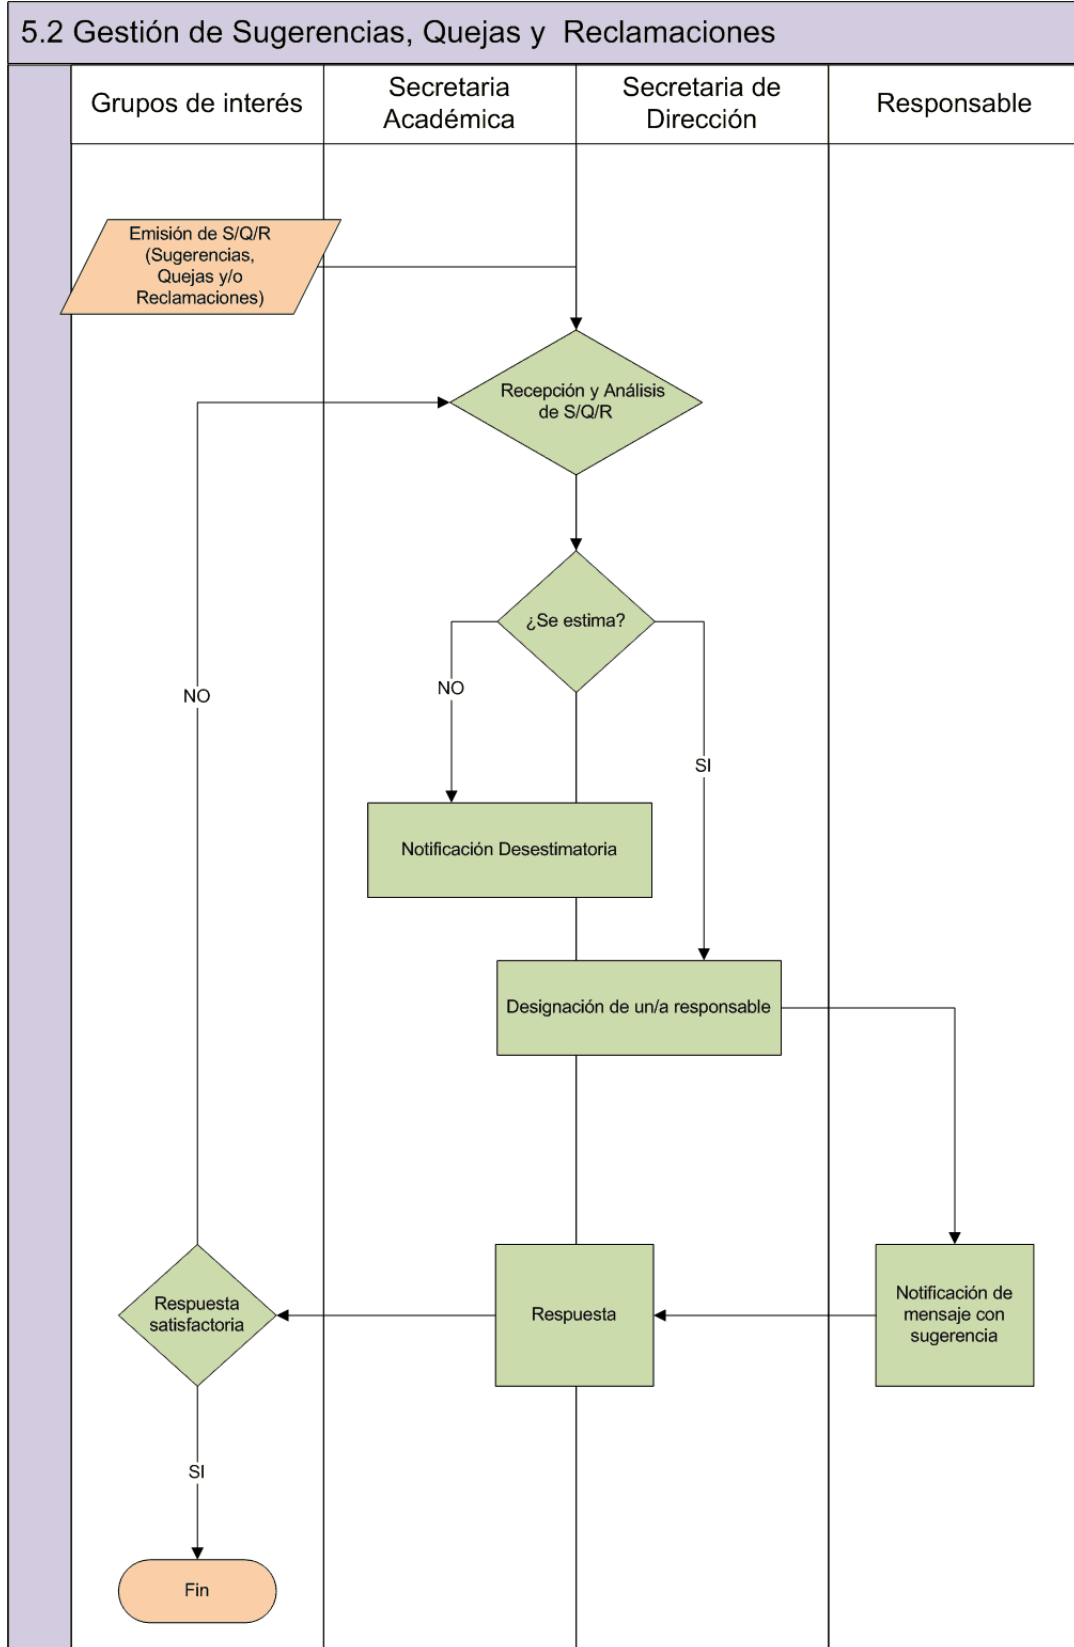 5.2 Gestión de Sugerencias, Quejas y  Reclamaciones
Grupos de interés
Secretaria
Académica
Secretaria de
Dirección
Responsable
Emisión de S/Q/R
(Sugerencias,
Quejas y/o
Reclamaciones)
Recepción y Análisis
de S/Q/R
¿Se estima?
NO
NO
SI
Notificación Desestimatoria
Designación de un/a responsable
Respuesta
satisfactoria
Respuesta
Notificación de
mensaje con
sugerencia
SI
Fin